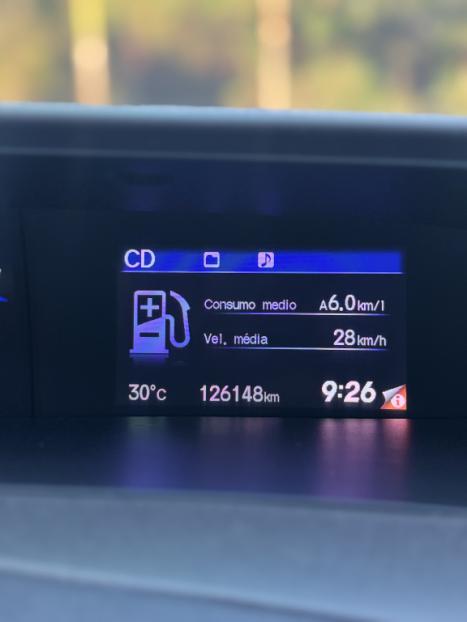 CD
Consumo medio A6.0km/l
Vel. média 28km/h
30°C 126148km 9:26 i